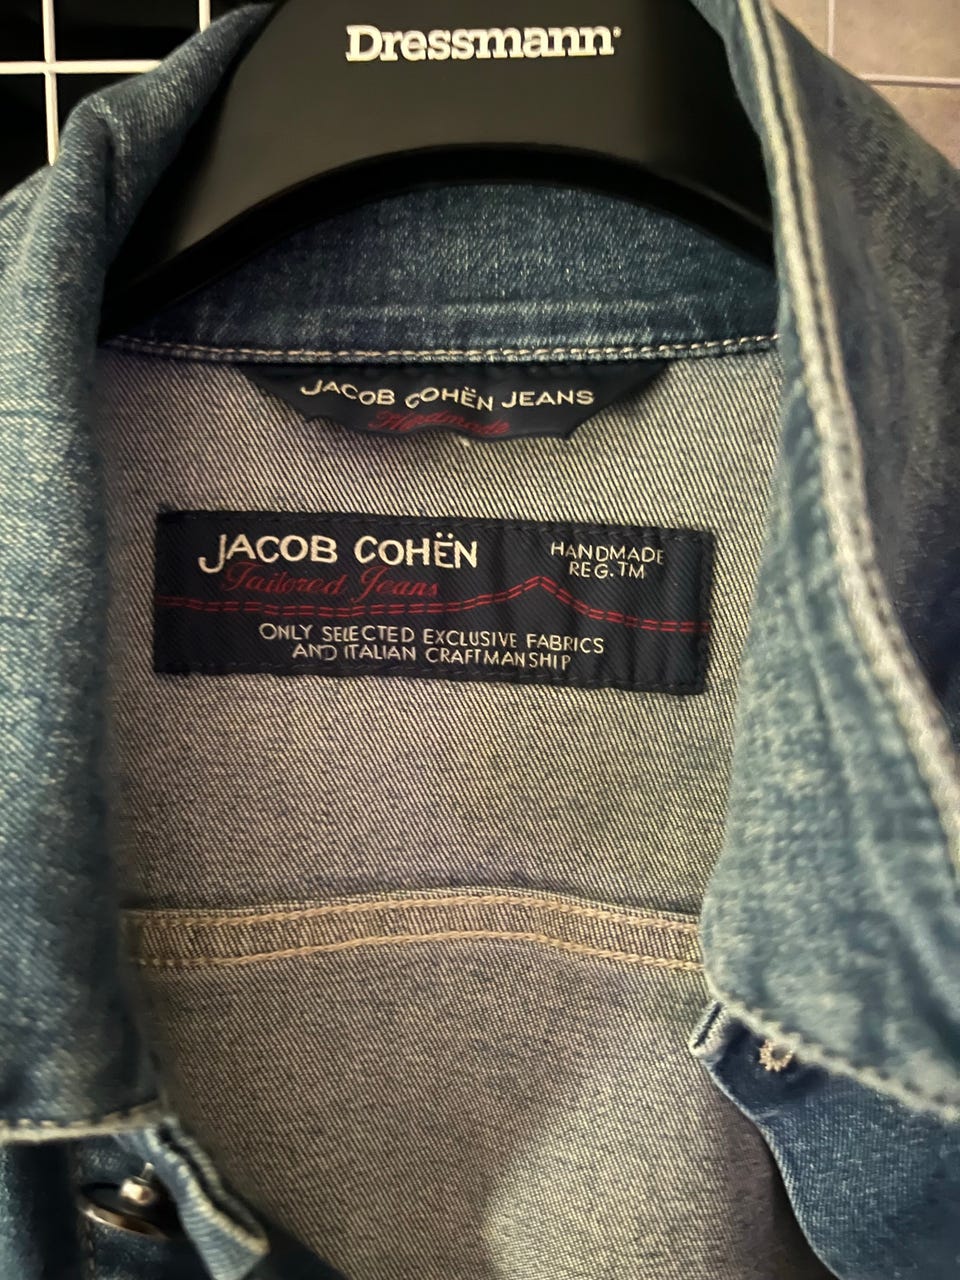 Dressmann
JACOB COHËN JEANS
Handmade
JACOB COHËN
Tailored Jeans
HANDMADE
REG.TM
ONLY SELECTED EXCLUSIVE FABRICS
AND ITALIAN CRAFTMANSHIP